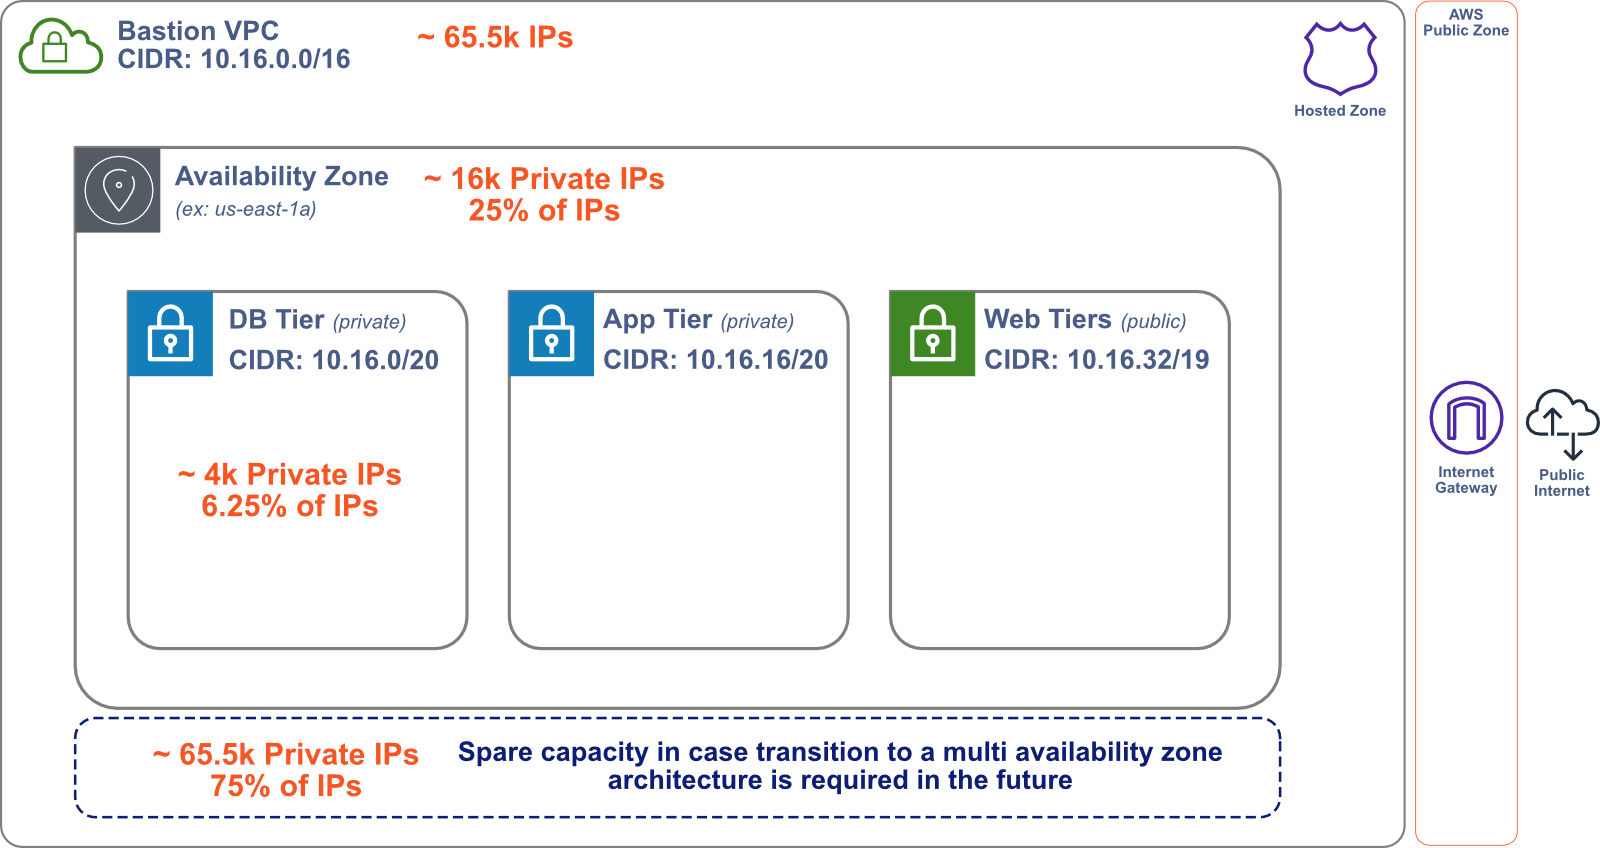 Bastion VPC
CIDR: 10.16.0.0/16
~ 65.5k IPs
Hosted Zone
AWS
Public Zone
Availability Zone
(ex: us-east-1a)
~ 16k Private IPs
25% of IPs
DB Tier (private)
CIDR: 10.16.0/20
App Tier (private)
CIDR: 10.16.16/20
Web Tiers (public)
CIDR: 10.16.32/19
~ 4k Private IPs
6.25% of IPs
Internet
Gateway
Public
Internet
~ 65.5k Private IPs
75% of IPs
Spare capacity in case transition to a multi availability zone
architecture is required in the future